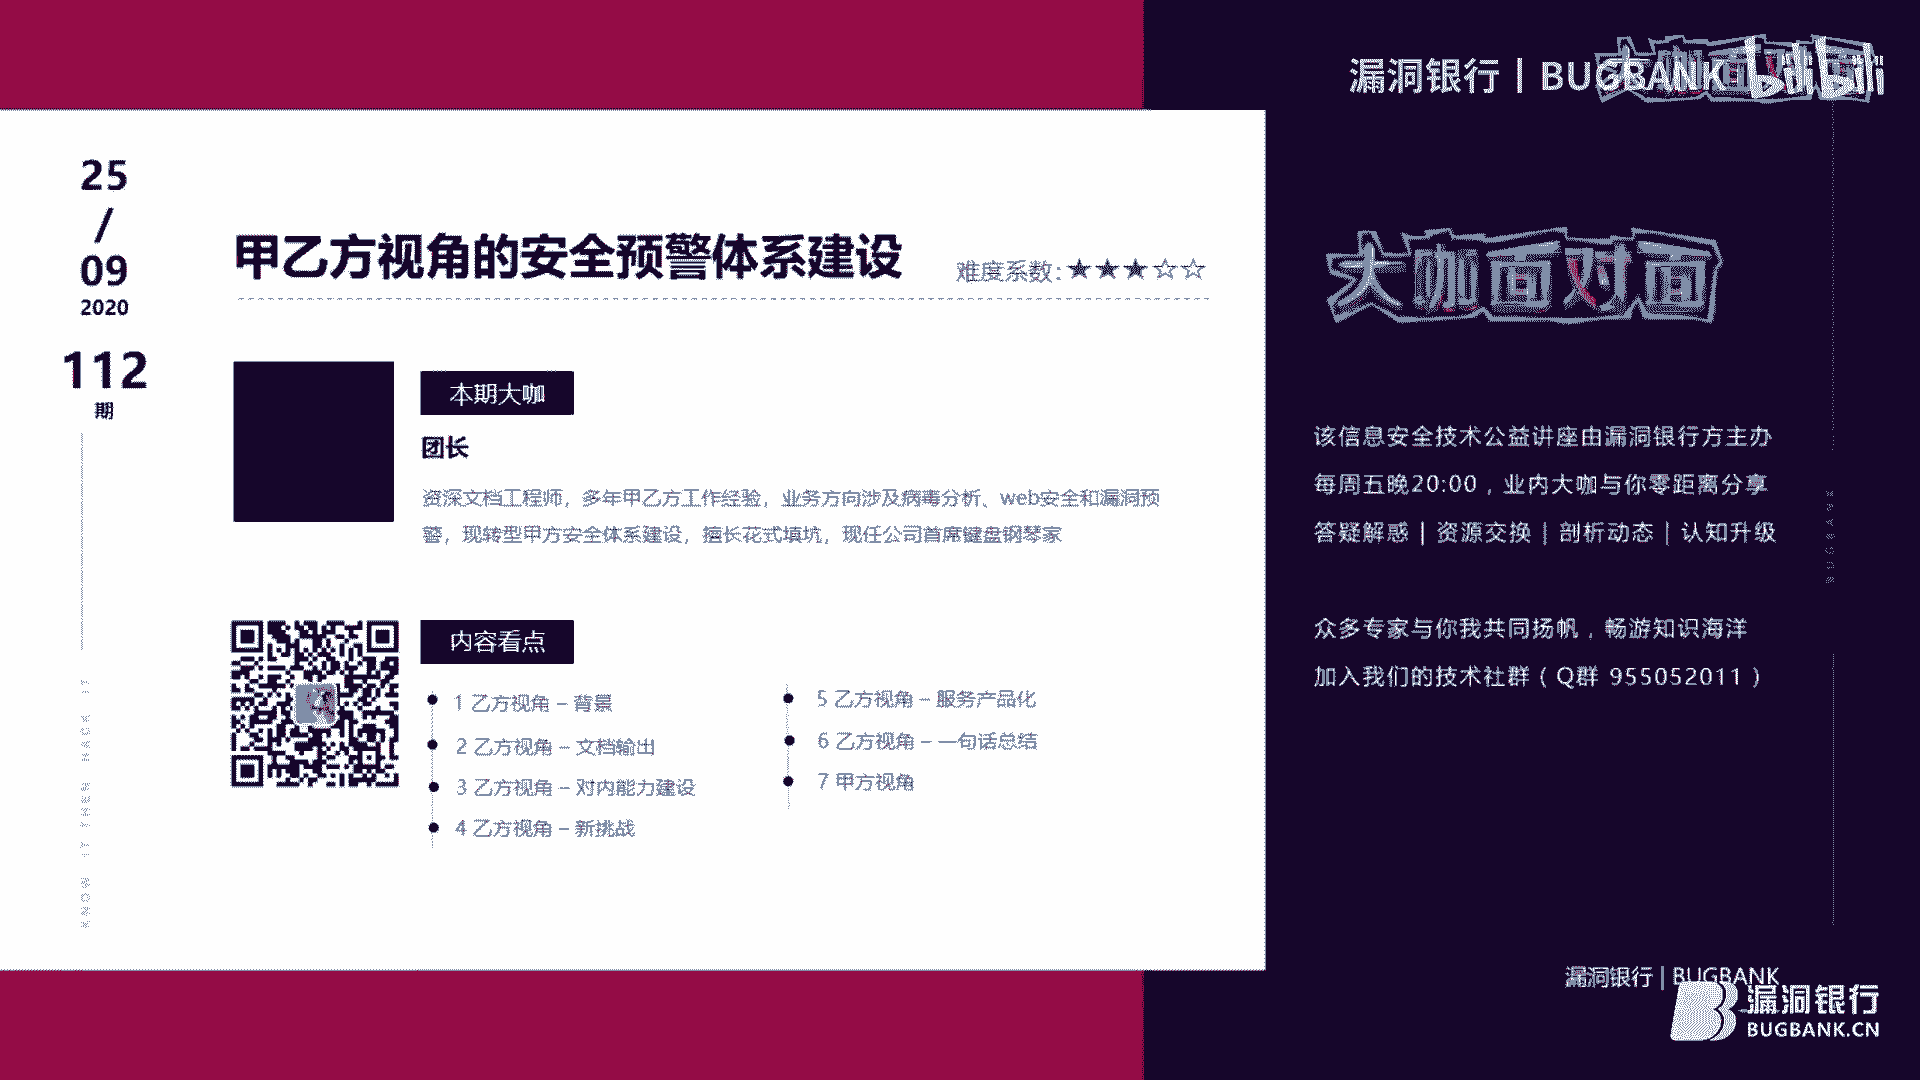 漏洞银行 | BUGBANK
bilibili
25
/
09
2020
112
期
甲乙方视角的安全预警体系建设
难度系数:★★★☆☆
本期大咖
团长
资深文档工程师，多年甲乙方工作经验，业务方向涉及病毒分析、web安全和漏洞预
警，现转型甲方安全体系建设，擅长花式填坑，现任公司首席键盘钢琴家
内容看点
1 乙方视角 – 背景
2 乙方视角 – 文档输出
3 乙方视角 – 对内能力建设
4 乙方视角 – 新挑战
5 乙方视角 – 服务产品化
6 乙方视角 – 一句话总结
7 甲方视角
KNOW IT THEN HACK IT
大咖面对面
该信息安全技术公益讲座由漏洞银行方主办
每周五晚20:00，业内大咖与你零距离分享
答疑解惑 | 资源交换 | 剖析动态 | 认知升级
众多专家与你我共同扬帆，畅游知识海洋
加入我们的技术社群（ Q群 955052011 ）
BUGBANK
漏洞银行 | BUGBANK
漏洞银行
BUGBANK.CN